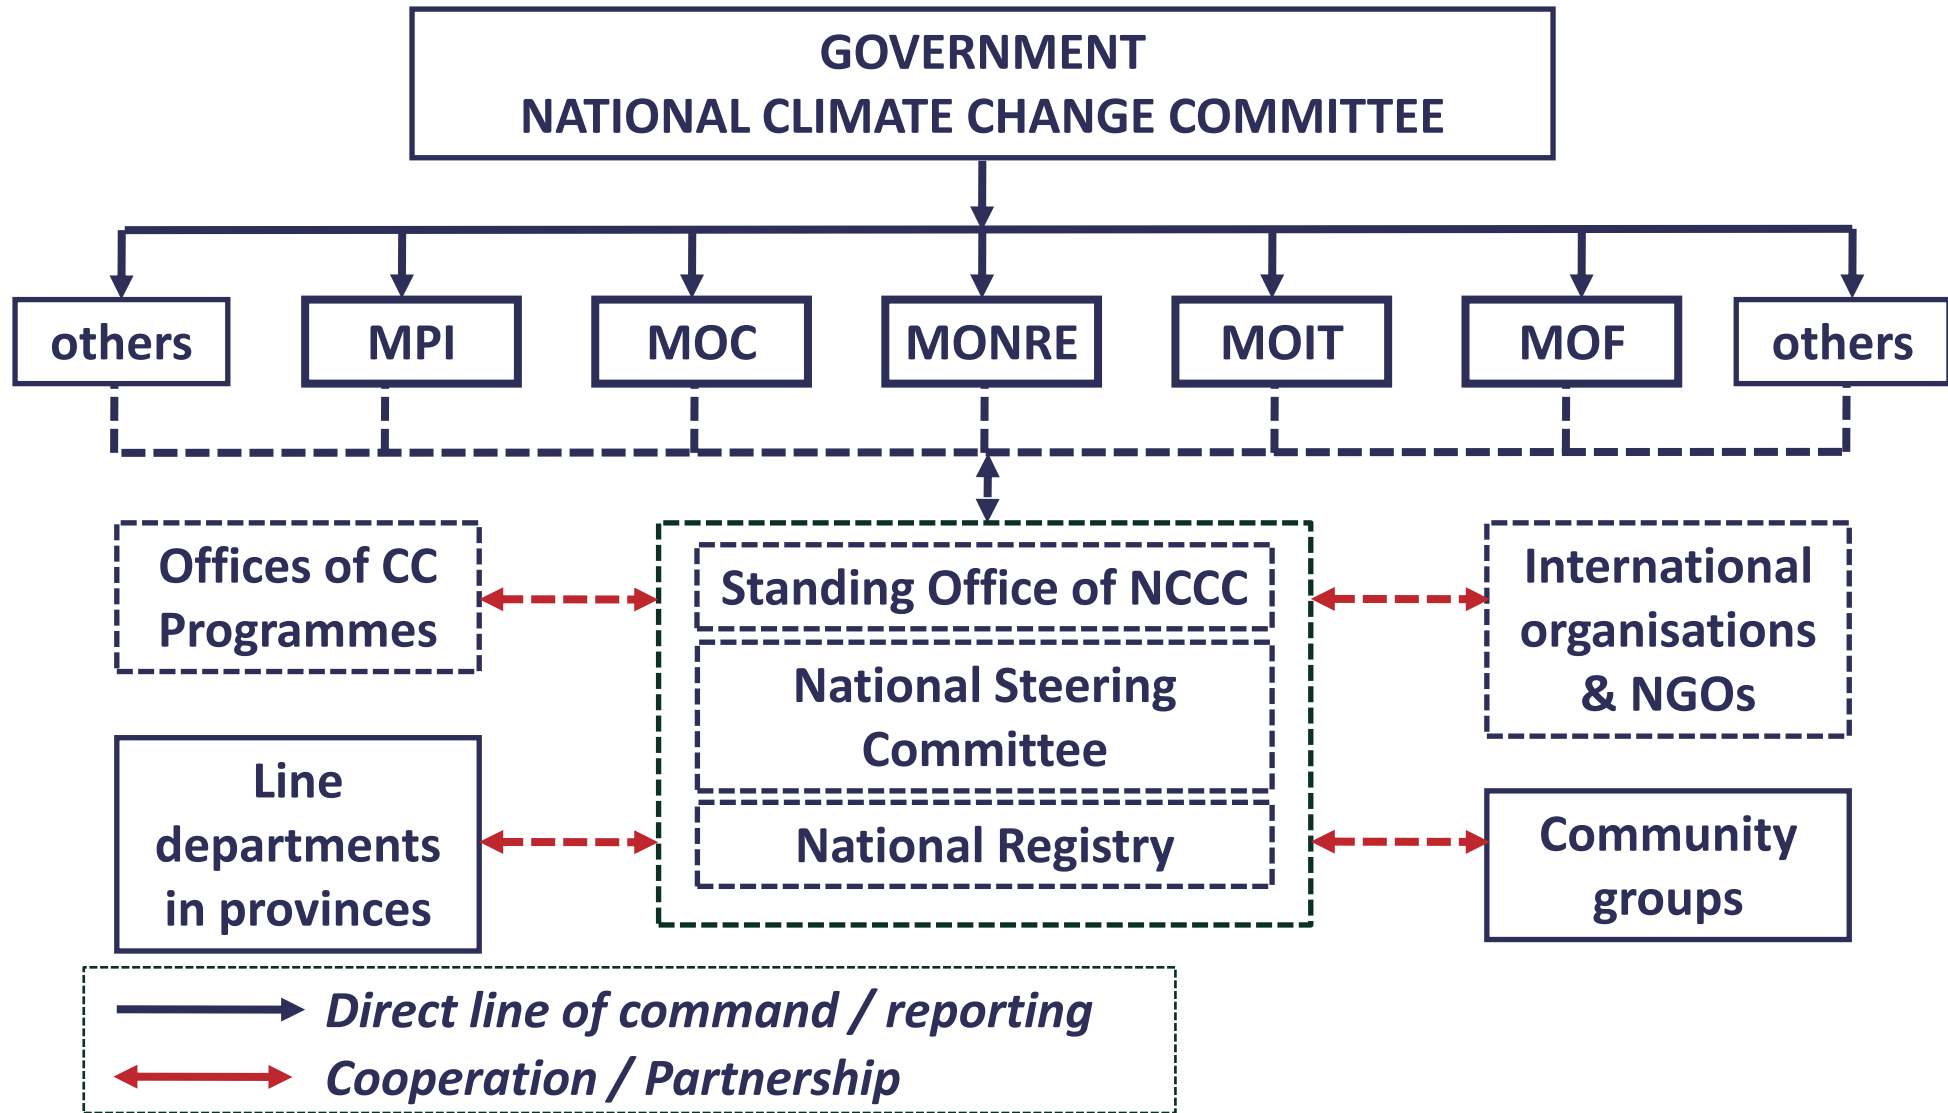 GOVERNMENT
NATIONAL CLIMATE CHANGE COMMITTEE
others
MPI
MOC
MONRE
MOIT
MOF
others
Offices of CC
Programmes
Standing Office of NCCC
National Steering
Committee
National Registry
International
organisations
& NGOs
Line
departments
in provinces
Community
groups
Direct line of command / reporting
Cooperation / Partnership